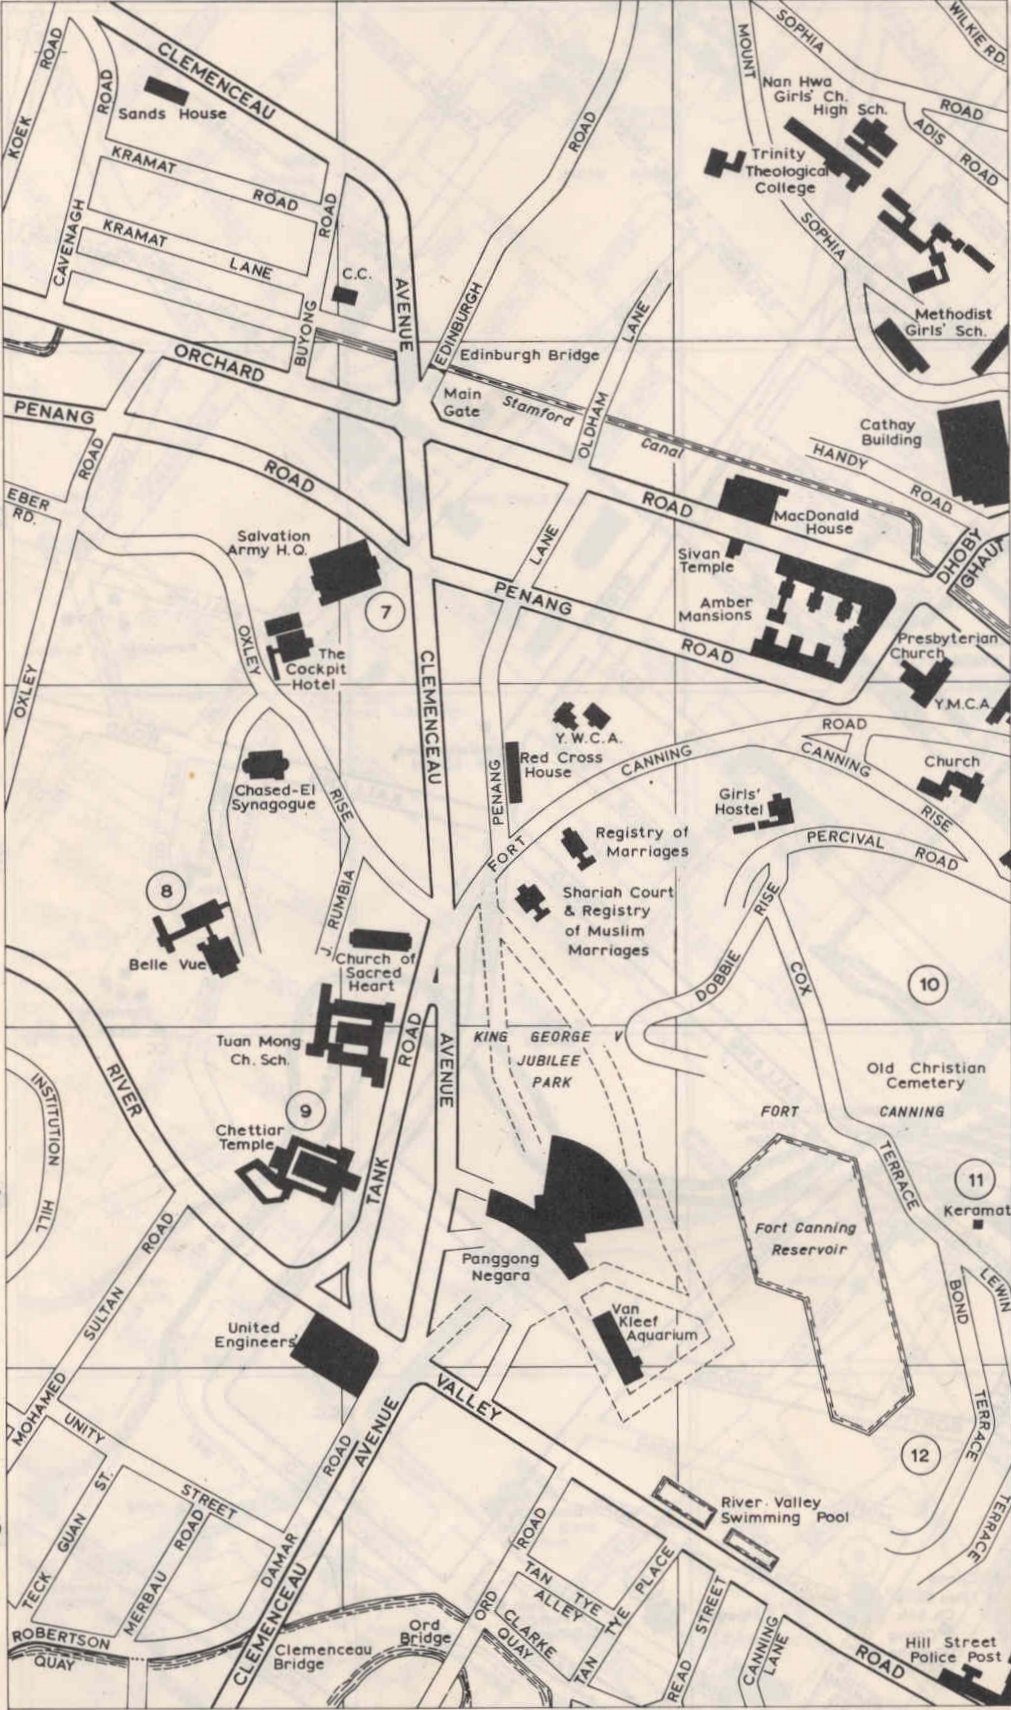 KOEK
ROAD
CLEMENCEAU
AVENUE
Sands House
CAVENAGH
ROAD
KRAMAT
ROAD
KRAMAT
LANE
BUYONG
ROAD
C.C.
EDINBURGH
ROAD
MOUNT
SOPHIA
SOPHIA
ROAD
WILKIE RD.
ADIS
ROAD
Nan Hwa
Girls' Ch.
High Sch.
Trinity
Theological
College
Methodist
Girls' Sch.
ORCHARD
ROAD
Edinburgh Bridge
Main
Gate
Stamford
Canal
OLDHAM
LANE
Cathay
Building
HANDY
ROAD
DHOBY
GHAUT
PENANG
ROAD
PENANG
ROAD
EBER
RD.
OXLEY
ROAD
Salvation
Army H.Q.
7
MacDonald
House
Sivan
Temple
Amber
Mansions
Presbyterian
Church
Y.M.C.A.
OXLEY
RISE
The
Cockpit
Hotel
CLEMENCEAU
AVENUE
PENANG
LANE
Y.W.C.A.
Red Cross
House
FORT
CANNING
ROAD
CANNING
RISE
Church
Chased-El
Synagogue
Girls'
Hostel
PERCIVAL
ROAD
Registry of
Marriages
Shariah Court
& Registry
of Muslim
Marriages
8
Belle Vue
J. RUMBIA
Church of
Sacred
Heart
DOBBIE
RISE
COX
TERRACE
10
KING GEORGE V
JUBILEE
PARK
Tuan Mong
Ch. Sch.
TANK
ROAD
RIVER
VALLEY
ROAD
INSTITUTION
HILL
Old Christian
Cemetery
FORT
CANNING
9
Chettiar
Temple
11
Keramat
Fort Canning
Reservoir
Panggong
Negara
Van
Kleef
Aquarium
BOND
TERRACE
LEWIN
TERRACE
United
Engineers'
MOHAMED
SULTAN
ROAD
UNITY
STREET
TECK
GUAN
ST.
MERBAU
ROAD
DAMAR
ROAD
CLEMENCEAU
AVENUE
12
River Valley
Swimming Pool
ORD
ROAD
TAN
TYE
ALLEY
TAN
TYE
PLACE
CLARKE
QUAY
READ
STREET
CANNING
LANE
ROBERTSON
QUAY
Clemenceau
Bridge
Ord
Bridge
Hill Street
Police Post